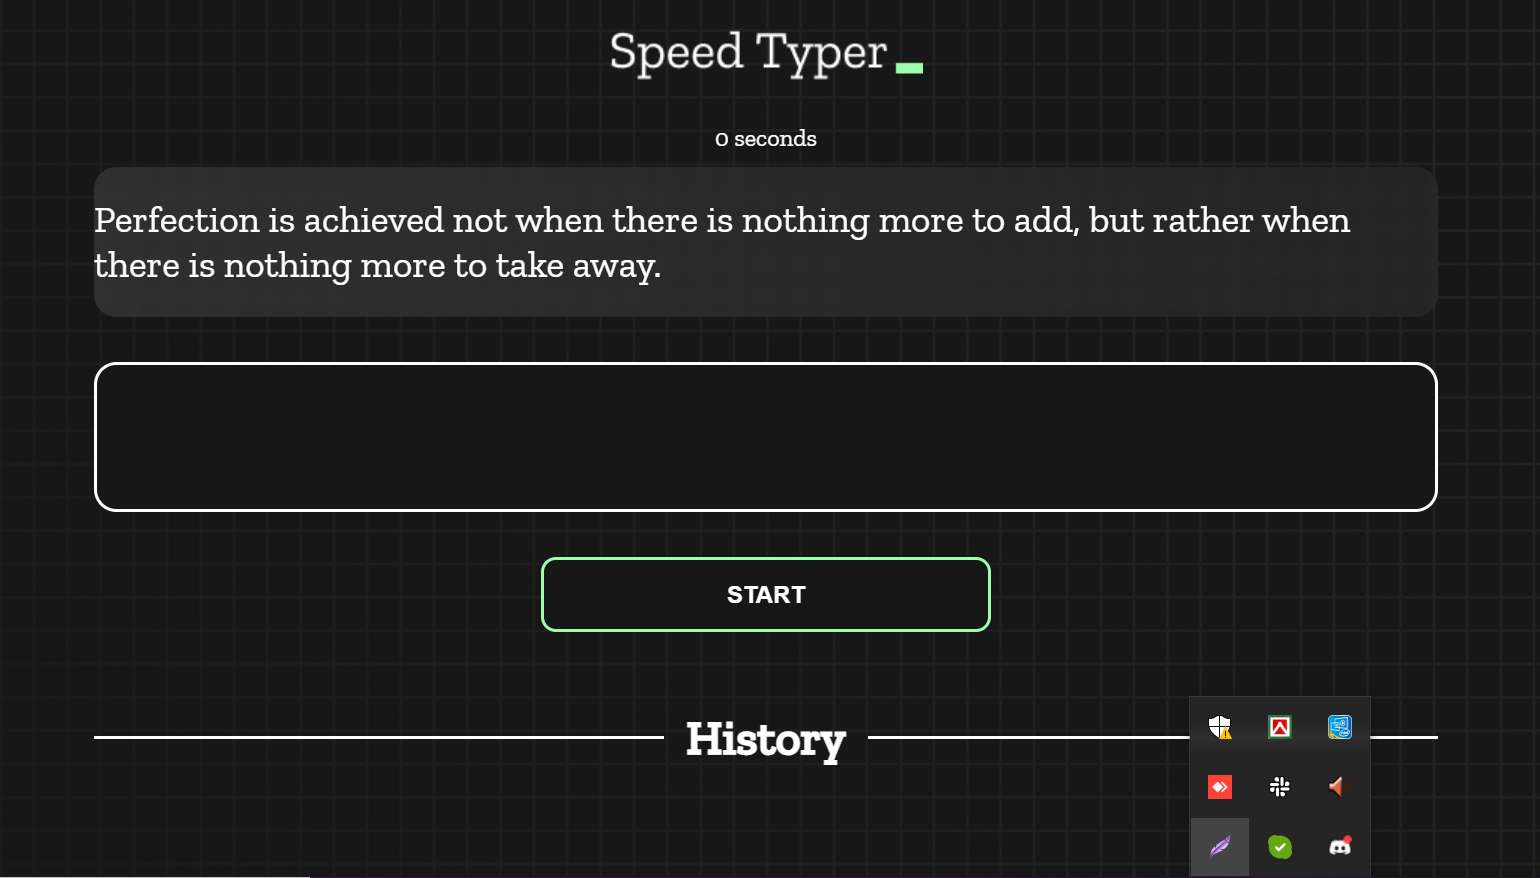 Speed Typer
0 seconds
Perfection is achieved not when there is nothing more to add, but rather when
there is nothing more to take away.
START
History